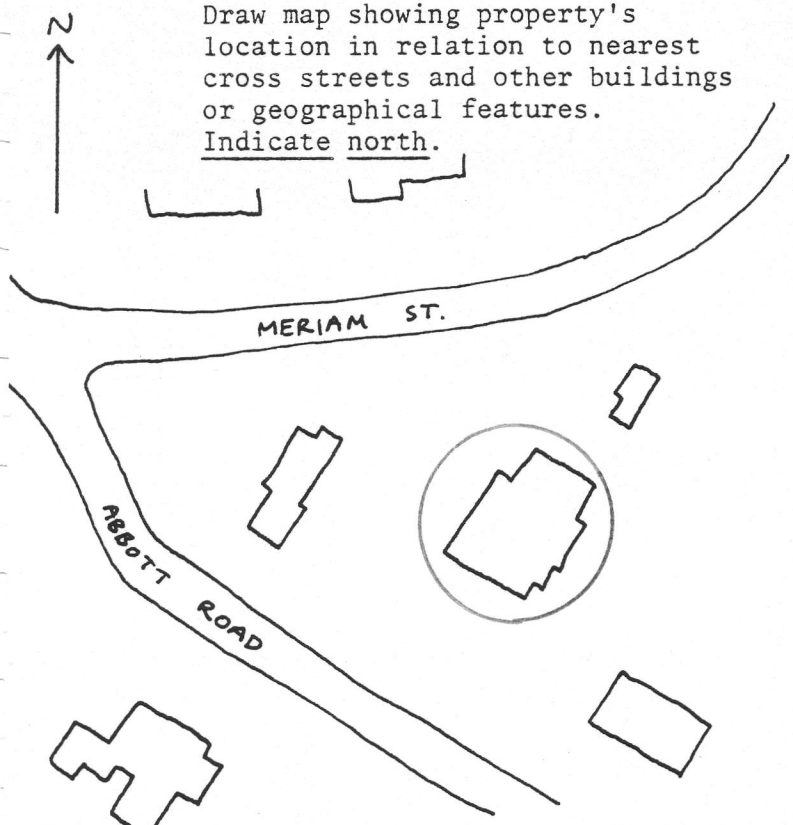 N
Draw map showing property's
location in relation to nearest
cross streets and other buildings
or geographical features.
Indicate north.
MERIAM ST.
ABBOTT ROAD